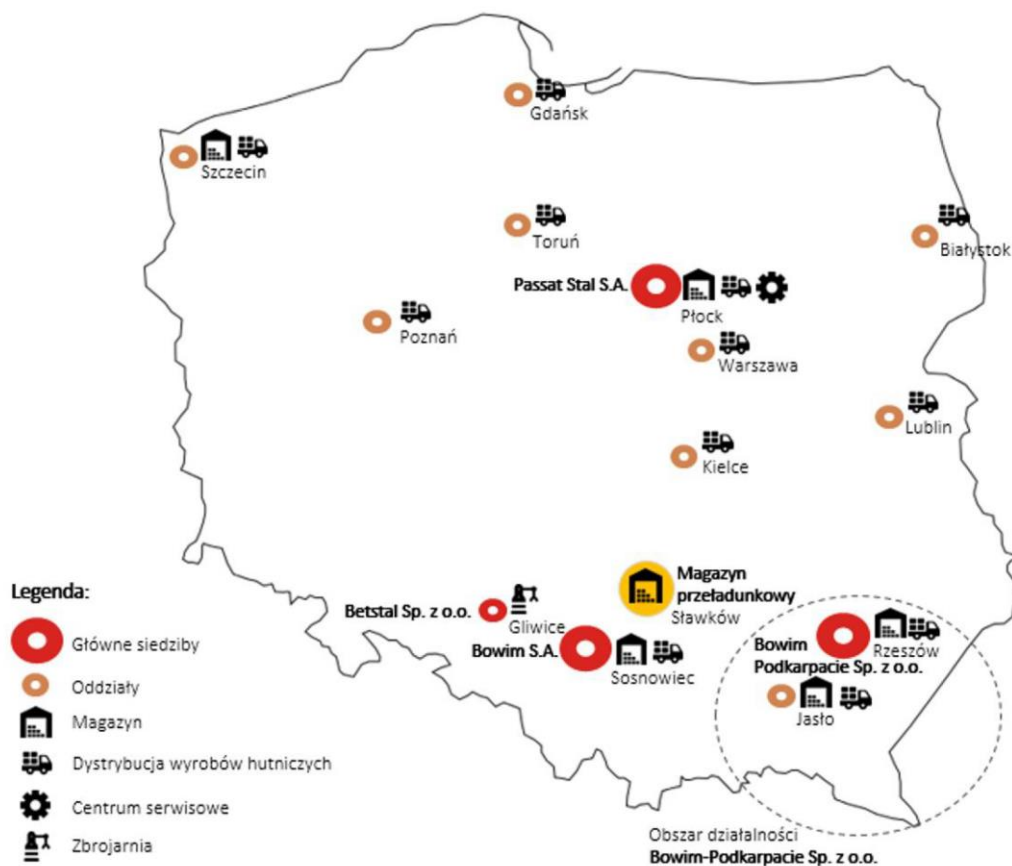 Gdańsk
Szczecin
Toruń
Białystok
Passat Stal S.A.
Płock
Poznań
Warszawa
Lublin
Kielce
Magazyn
przeładunkowy
Sławków
Betstal Sp. z o.o.
Gliwice
Bowim S.A.
Sosnowiec
Bowim
Podkarpacie Sp. z o.o.
Rzeszów
Jasło
Legenda:
Główne siedziby
Oddziały
Magazyn
Dystrybucja wyrobów hutniczych
Centrum serwisowe
Zbrojarnia
Obszar działalności
Bowim-Podkarpacie Sp. z o.o.